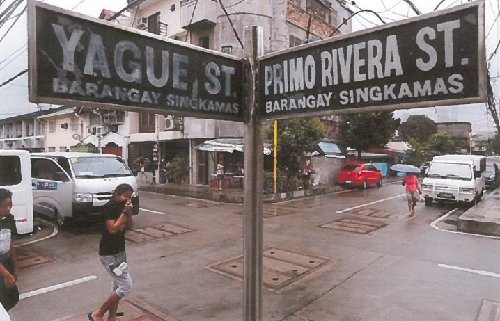 YAGUE ST.
BARANGAY SINGKAMAS
PRIMO RIVERA ST.
BARANGAY SINGKAMAS